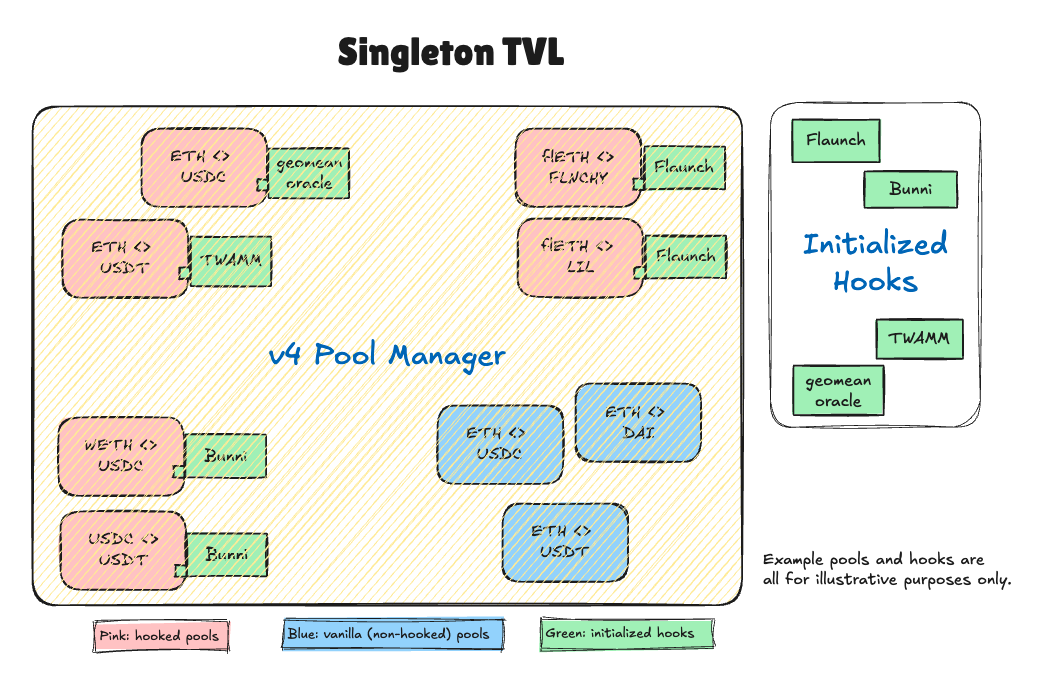 Singleton TVL
ETH <>
USDC
geomean
oracle
flETH <>
FLNCHY
Flaunch
ETH <>
USDT
TWAMM
flETH <>
LIL
Flaunch
v4 Pool Manager
WETH <>
USDC
Bunni
ETH <>
USDC
ETH <>
DAI
USDC <>
USDT
Bunni
ETH <>
USDT
Flaunch
Bunni
Initialized
Hooks
TWAMM
geomean
oracle
Example pools and hooks are
all for illustrative purposes only.
Pink: hooked pools
Blue: vanilla (non-hooked) pools
Green: initialized hooks